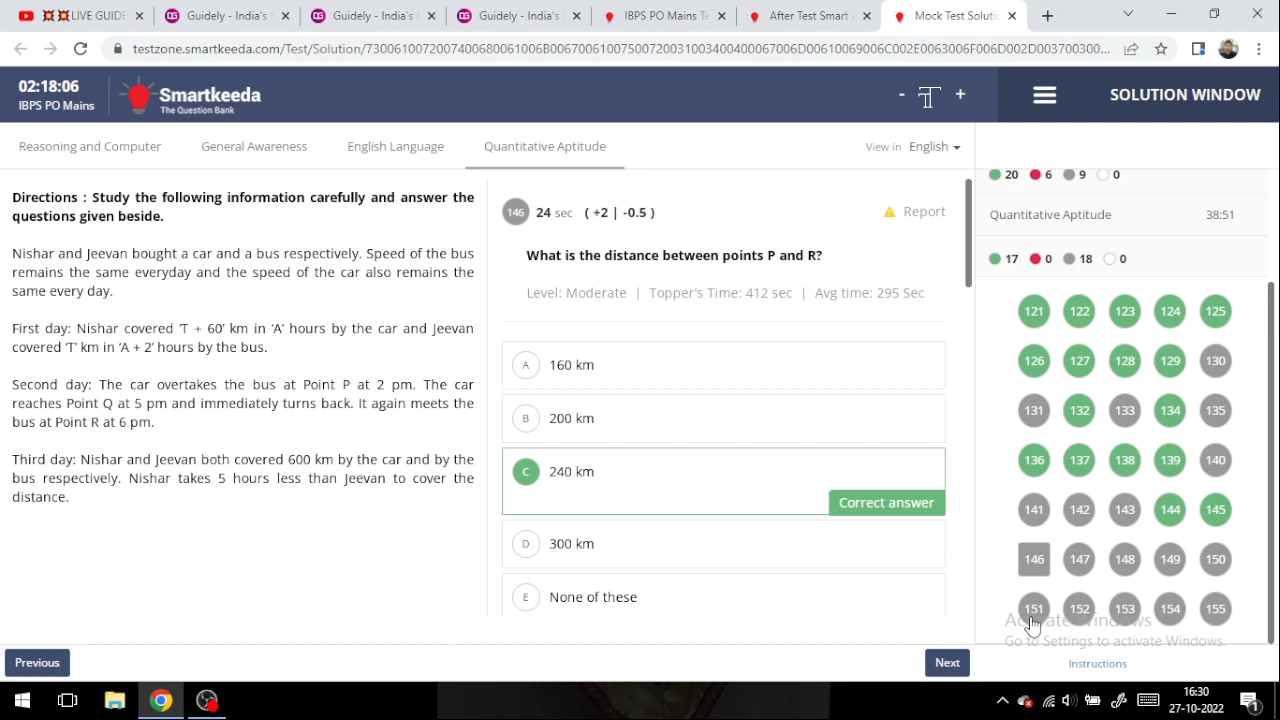 💥💥LIVE GUIDE
Guidely - India's
Guidely - India's
Guidely - India's
IBPS PO Mains Te
After Test Smart A
Mock Test Soluti
testzone.smartkeeda.com/Test/Solution/
02:18:06
IBPS PO Mains
Smartkeeda
The Question Bank
- T +
SOLUTION WINDOW
Reasoning and Computer
General Awareness
English Language
Quantitative Aptitude
View in English
Directions : Study the following information carefully and answer the
questions given beside.
Nishar and Jeevan bought a car and a bus respectively. Speed of the bus
remains the same everyday and the speed of the car also remains the
same every day.
First day: Nishar covered ‘T + 60’ km in ‘A’ hours by the car and Jeevan
covered ‘T’ km in ‘A + 2’ hours by the bus.
Second day: The car overtakes the bus at Point P at 2 pm. The car
reaches Point Q at 5 pm and immediately turns back. It again meets the
bus at Point R at 6 pm.
Third day: Nishar and Jeevan both covered 600 km by the car and by the
bus respectively. Nishar takes 5 hours less than Jeevan to cover the
distance.
146 24 sec ( +2 | -0.5 )
Report
What is the distance between points P and R?
Level: Moderate | Topper's Time: 412 sec | Avg time: 295 Sec
A 160 km
B 200 km
C 240 km
Correct answer
D 300 km
E None of these
20 6 9 0
Quantitative Aptitude 38:51
17 0 18 0
121 122 123 124 125
126 127 128 129 130
131 132 133 134 135
136 137 138 139 140
141 142 143 144 145
146 147 148 149 150
151 152 153 154 155
Activate Windows
Go to Settings to activate Windows.
Previous
Next
Instructions
16:30
27-10-2022
1